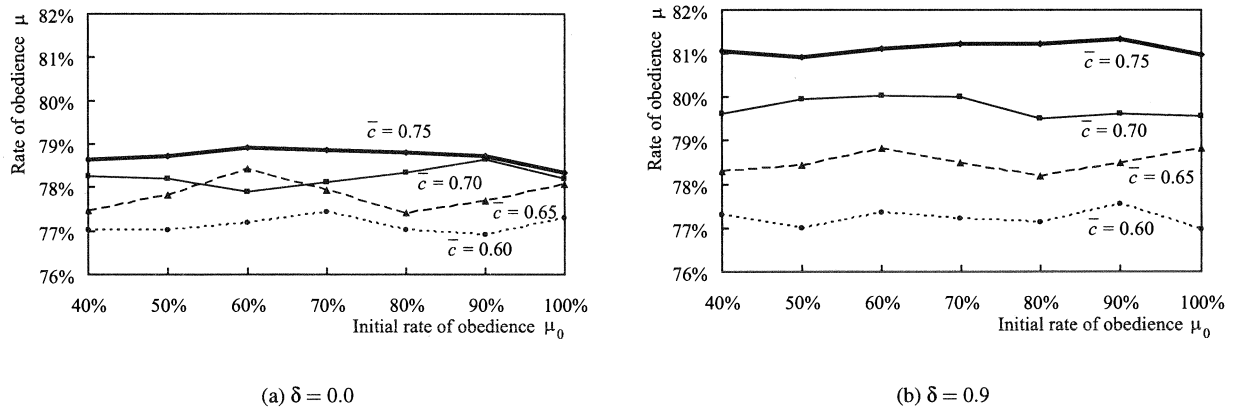 Rate of obedience μ
82%
81%
80%
79%
78%
77%
76%
c̅ = 0.75
c̅ = 0.70
c̅ = 0.65
c̅ = 0.60
40% 50% 60% 70% 80% 90% 100%
Initial rate of obedience μ₀
(a) δ = 0.0
Rate of obedience μ
82%
81%
80%
79%
78%
77%
76%
c̅ = 0.75
c̅ = 0.70
c̅ = 0.65
c̅ = 0.60
40% 50% 60% 70% 80% 90% 100%
Initial rate of obedience μ₀
(b) δ = 0.9